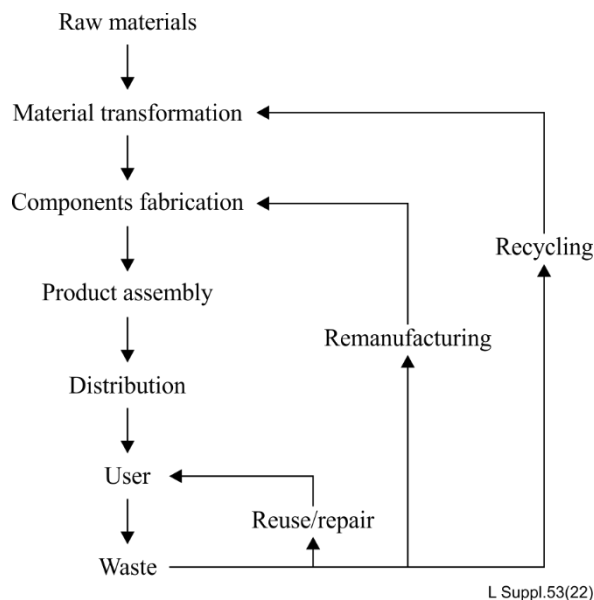 Raw materials
Material transformation
Components fabrication
Recycling
Product assembly
Remanufacturing
Distribution
User
Reuse/repair
Waste
L Suppl.53(22)